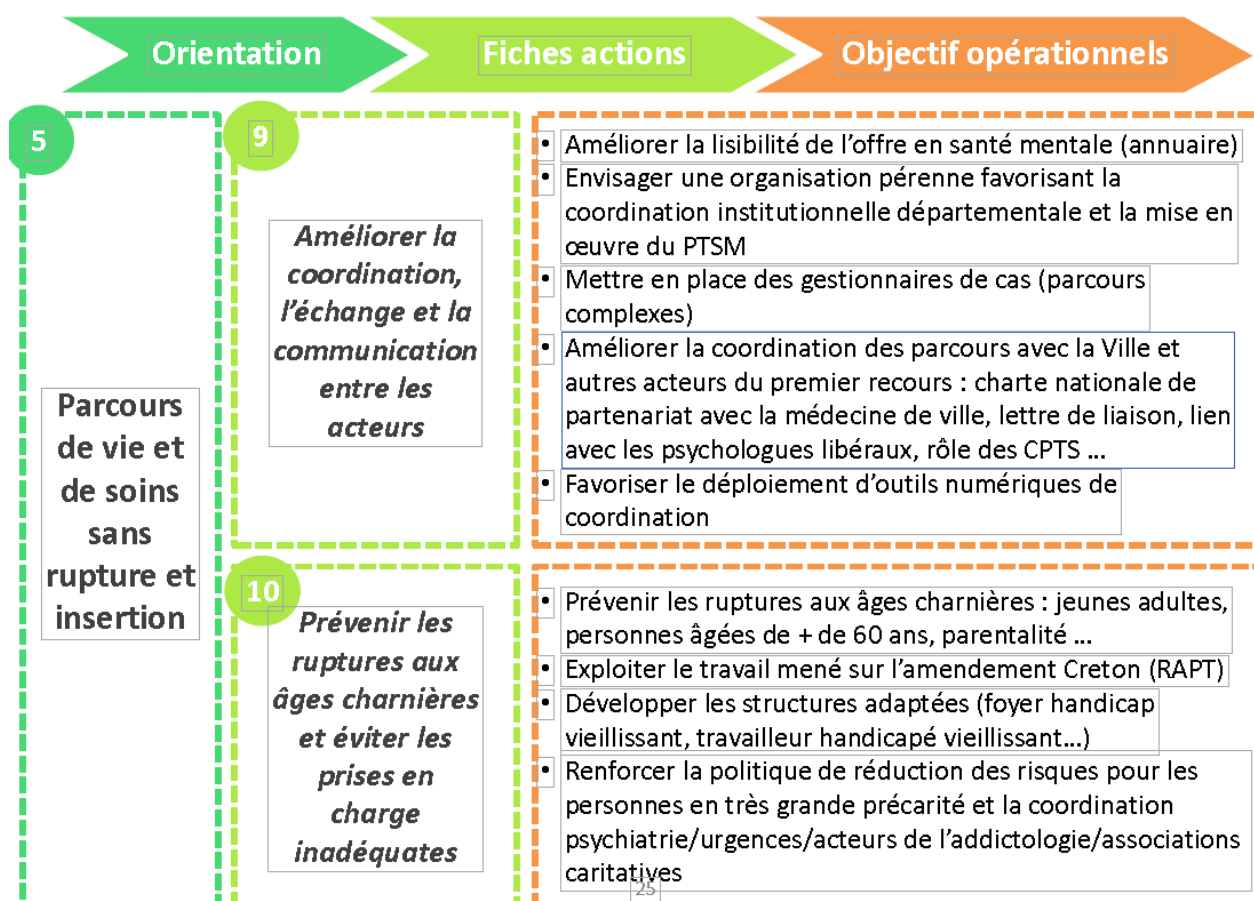 Orientation
Fiches actions
Objectif opérationnels
5
Parcours
de vie et
de soins
sans
rupture et
insertion
9
Améliorer la
coordination,
l’échange et la
communication
entre les
acteurs
• Améliorer la lisibilité de l’offre en santé mentale (annuaire)
• Envisager une organisation pérenne favorisant la
coordination institutionnelle départementale et la mise en
œuvre du PTSM
• Mettre en place des gestionnaires de cas (parcours
complexes)
• Améliorer la coordination des parcours avec la Ville et
autres acteurs du premier recours : charte nationale de
partenariat avec la médecine de ville, lettre de liaison, lien
avec les psychologues libéraux, rôle des CPTS ...
• Favoriser le déploiement d’outils numériques de
coordination
10
Prévenir les
ruptures aux
âges charnières
et éviter les
prises en
charge
inadéquates
• Prévenir les ruptures aux âges charnières : jeunes adultes,
personnes âgées de + de 60 ans, parentalité ...
• Exploiter le travail mené sur l’amendement Creton (RAPT)
• Développer les structures adaptées (foyer handicap
vieillissant, travailleur handicapé vieillissant...)
• Renforcer la politique de réduction des risques pour les
personnes en très grande précarité et la coordination
psychiatrie/urgences/acteurs de l’addictologie/associations
caritatives
25